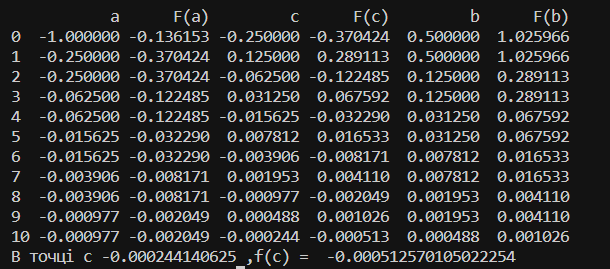 a F(a) c F(c) b F(b)
0 -1.000000 -0.136153 -0.250000 -0.370424 0.500000 1.025966
1 -0.250000 -0.370424 0.125000 0.289113 0.500000 1.025966
2 -0.250000 -0.370424 -0.062500 -0.122485 0.125000 0.289113
3 -0.062500 -0.122485 0.031250 0.067592 0.125000 0.289113
4 -0.062500 -0.122485 -0.015625 -0.032290 0.031250 0.067592
5 -0.015625 -0.032290 0.007812 0.016533 0.031250 0.067592
6 -0.015625 -0.032290 -0.003906 -0.008171 0.007812 0.016533
7 -0.003906 -0.008171 0.001953 0.004110 0.007812 0.016533
8 -0.003906 -0.008171 -0.000977 -0.002049 0.001953 0.004110
9 -0.000977 -0.002049 0.000488 0.001026 0.001953 0.004110
10 -0.000977 -0.002049 -0.000244 -0.000513 0.000488 0.001026
В точці c -0.000244140625 ,f(c) = -0.000512570105022254